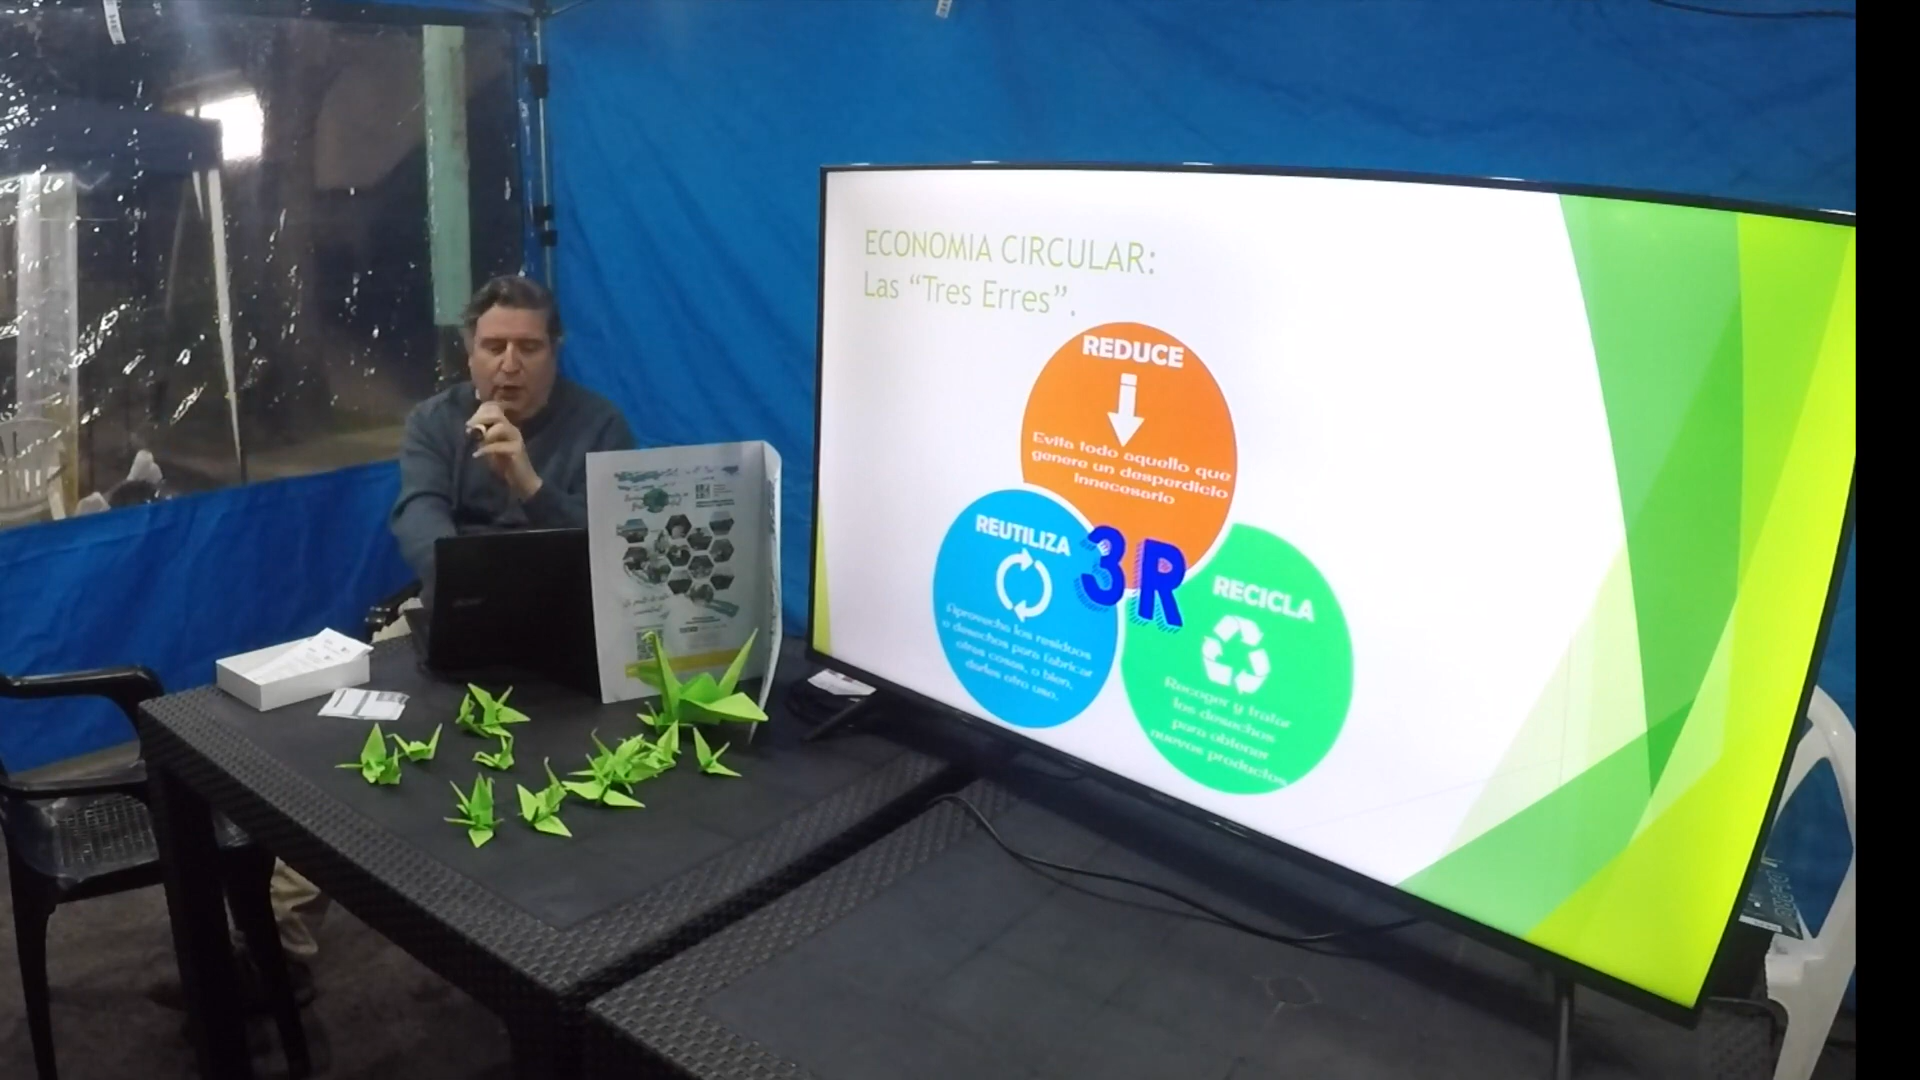 ECONOMIA CIRCULAR:
Las “Tres Erres”.
REDUCE
Evita todo aquello que
genere un desperdicio
innecesario
REUTILIZA
Aprovecha los residuos
o desechos para fabricar
otras cosas, o bien,
darles otro uso.
3R
RECICLA
Recoger y tratar
los desechos
para obtener
nuevos productos